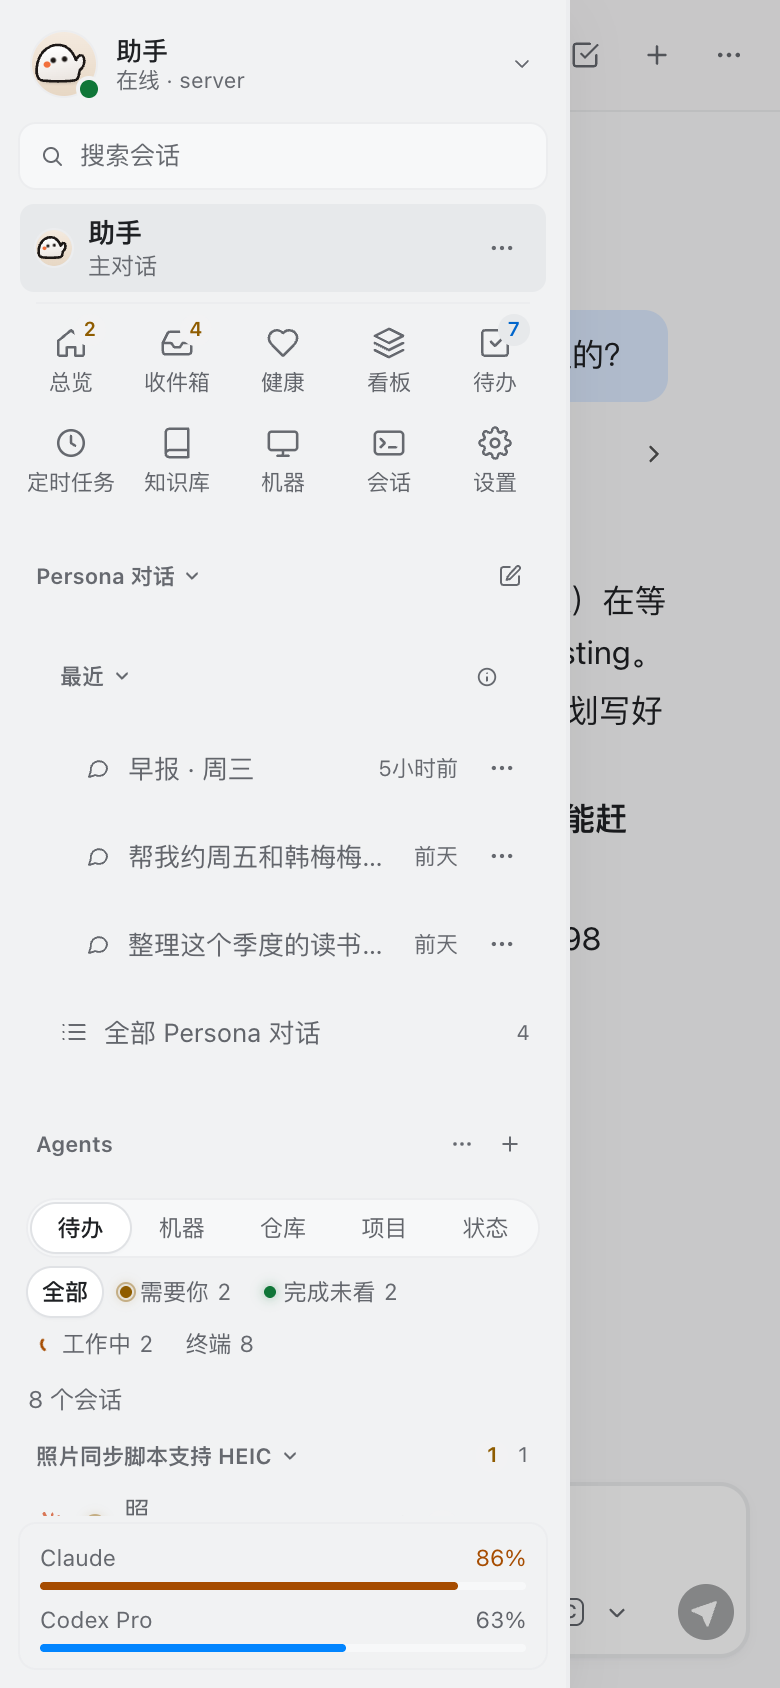 助手
在线 · server
搜索会话
助手
主对话
2
4
7
总览
收件箱
健康
看板
待办
定时任务
知识库
机器
会话
设置
Persona 对话
最近
早报 · 周三
5小时前
帮我约周五和韩梅梅...
前天
整理这个季度的读书...
前天
全部 Persona 对话
4
Agents
待办
机器
仓库
项目
状态
全部
需要你 2
完成未看 2
工作中 2
终端 8
8 个会话
照片同步脚本支持 HEIC
1 1
照
Claude
86%
Codex Pro
63%
的?
）在等
sting。
划写好
能赶
98